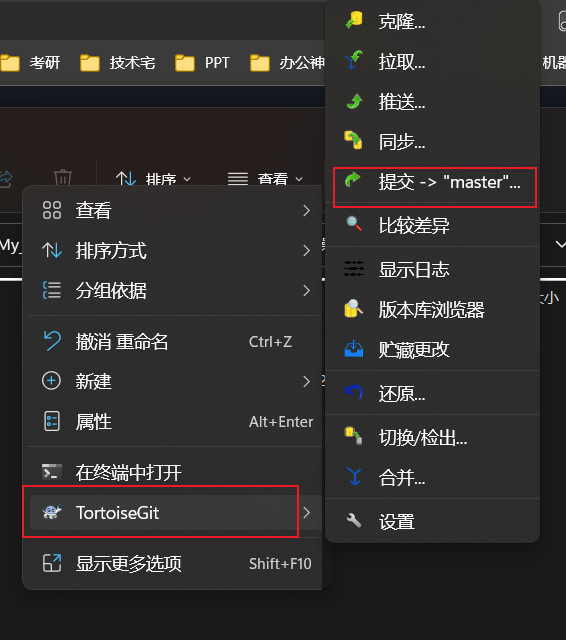 考研
技术宅
PPT
办公神
机器
排序
查看
My_
大小
查看
排序方式
分组依据
撤消 重命名 Ctrl+Z
新建
属性 Alt+Enter
在终端中打开
TortoiseGit
显示更多选项 Shift+F10
克隆...
拉取...
推送...
同步...
提交 -> "master"...
比较差异
显示日志
版本库浏览器
贮藏更改
还原...
切换/检出...
合并...
设置